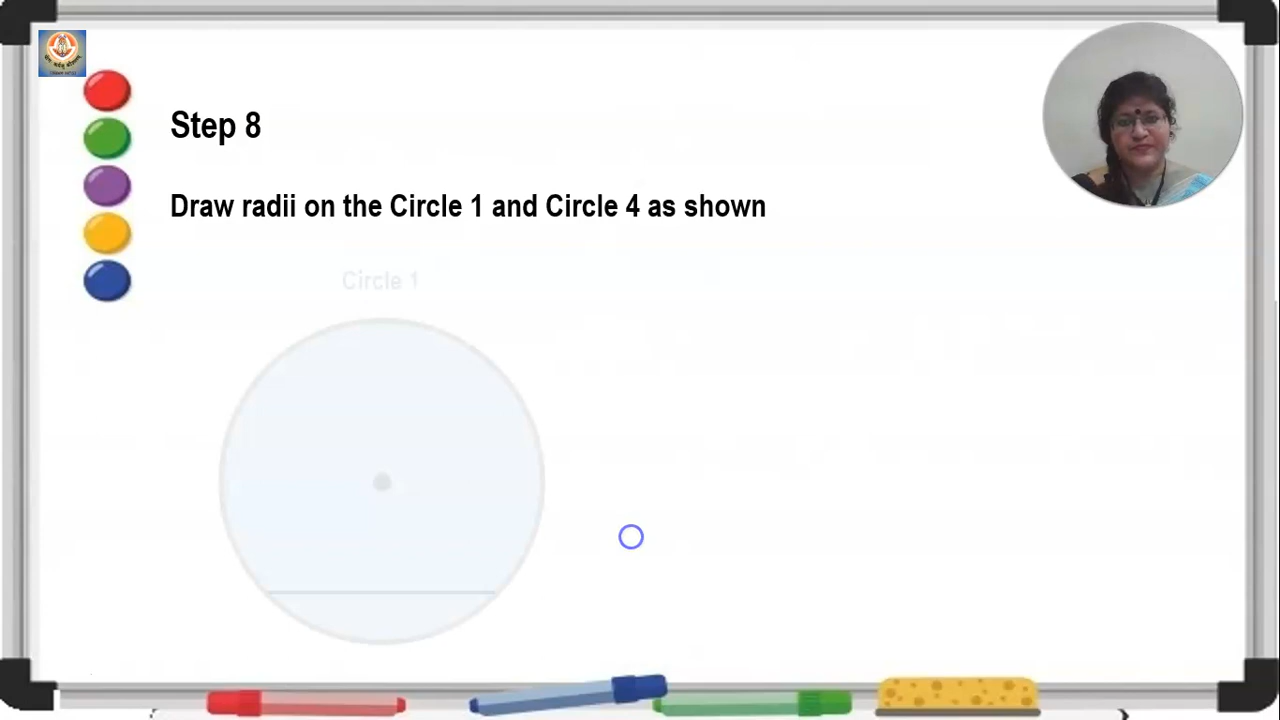 Step 8
Draw radii on the Circle 1 and Circle 4 as shown
Circle 1